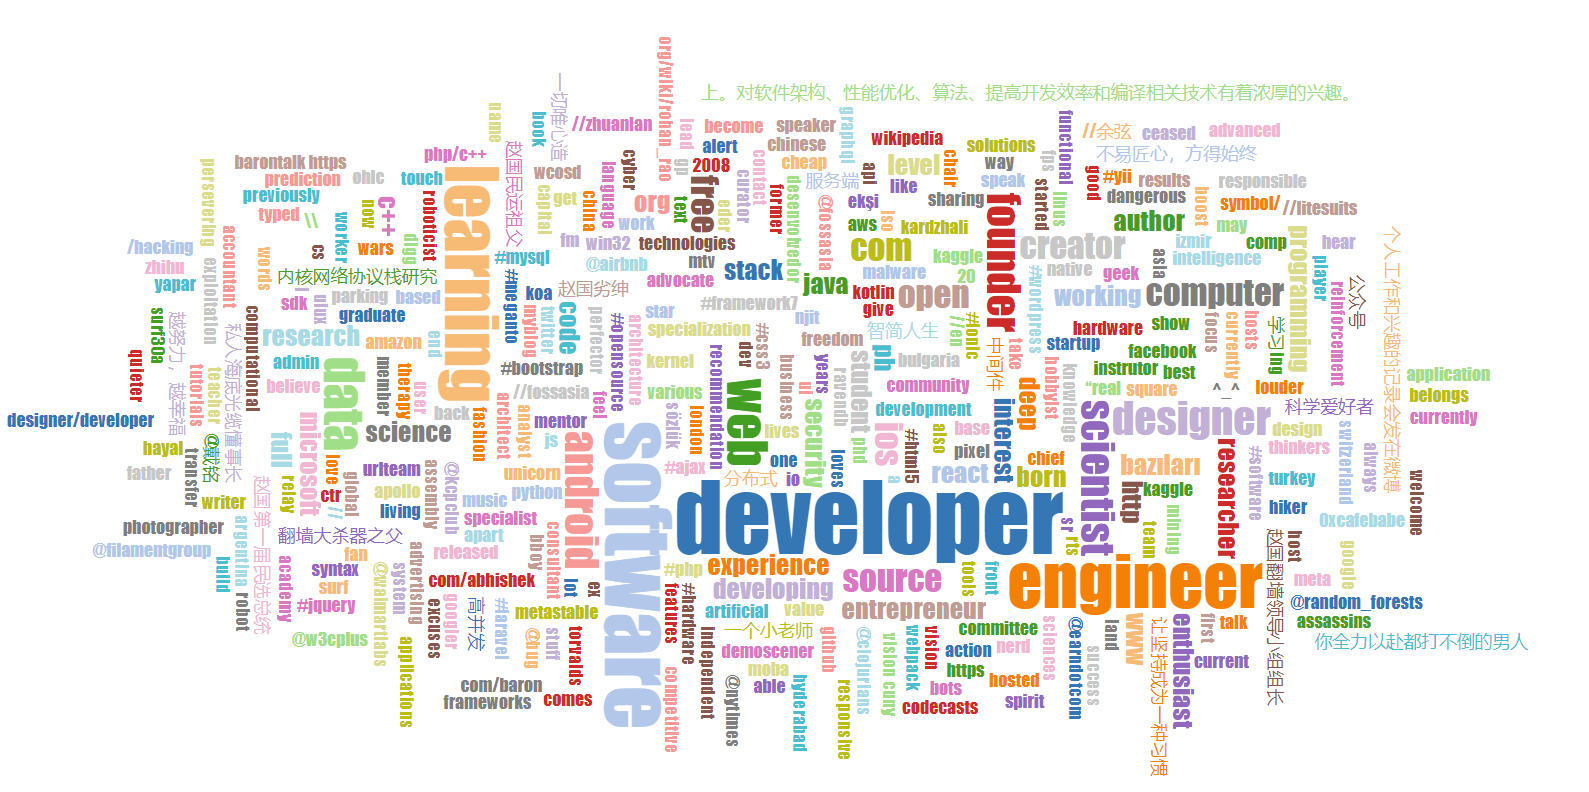 上。对软件架构、性能优化、算法、提高开发效率和编译相关技术有着浓厚的兴趣。
org/wiki/rohan_rao
一切唯心造
name
book
//zhuanlan
lead
become
speaker
graphql
wikipedia
solutions
functional
//余弦
ceased
advanced
赵国民运祖父
php/c++
alert
chinese
不易匠心，方得始终
barontalk https
wcosd
cyber
gp
2008
contact
cheap
api
level
chair
way
fps
persevering
prediction
ohlc
touch
learning
language
free
服务端
like
speak
started
good
#yii
results
responsible
previously
get
china
org
text
curator
former
desenvolvedor
ekşi
sharing
founder
linus
dangerous
boost
symbol/
//litesuits
typed
//
now
c++
roboticist
capital
work
eder
@fossasia
aws
iso
kardzhali
author
may
worker
wars
digg
fm
win32
technologies
mtv
com
creator
izmir
comp
programming
hear
/hacking
accountant
words
cs
#mysql
@airbnb
advocate
stack
malware
kaggle
20
native
asia
intelligence
player
个人工作和兴趣的记录会发生微博
zhihu
exploitation
内核网络协议栈研究
#meganto
koa
赵国劣绅
java
kotlin
open
#wordpress
geek
computer
公众号
yapar
sdk
ux
parking
based
star
#framework7
give
working
reinforcement
surf30a
computational
graduate
mylog
twitter
code
perfector
#opensource
specialization
njit
智简人生
//en
#ionic
hardware
show
focus
currently
hosts
学习
ing
越努力，越幸福
私人海底光缆董事长
research
amazon
end
architecture
dev
#css3
freedom
startup
quieter
admin
data
member
therapy
#bootstrap
kernel
recommendation
business
years
student
ph
bulgaria
中间件
take
facebook
teacher
tutorials
believe
user
//fossasia
various
web
ui
ravendb
community
deep
hobbyist
instrutor
best
application
“real
square
^_^
louder
belongs
designer/developer
microsoft
back
fashion
architect
feel
london
lives
security
phd
development
interest
knowledge
scientist
designer
科学爱好者
currently
science
mentor
analyst
js
sözlük
loves
#html5
also
base
design
hayal
@戴铭
full
love
urlteam
@kcpclub
android
software
one
ios
a
pixel
chief
researcher
#software
thinkers
switzerland
always
father
transfer
unicorn
#ajax
分布式
io
react
born
bazıları
turkey
welcome
relay
ctr
global
apollo
assembly
music
python
developer
http
kaggle
writer
///
living
specialist
hiker
0xcafebabe
photographer
赵国 第一届 民选总统
翻墙大杀器之父
apart
consultant
sr
rts
team
mining
@filamentgroup
argentina
fan
advertising
released
bboy
#php
experience
tools
front
engineer
赵国翻墙领导小组组长
host
google
build
academy
syntax
@walmartlabs
system
com/abhishek
iot
ex
developing
source
meta
robot
surf
#jquery
googler
metastable
features
#hardware
artificial
value
entrepreneur
@random_forests
@w3cplus
excuses
高并发
#laravel
@bug
stuff
torvalds
independent
一个小老师
github
@clojurians
webpack
vision
committee
sciences
@eamdotcom
land
www
让坚持成为一种习惯
enthusiast
first
talk
assassins
applications
demoscener
vision cuny
action
nerd
你全力以赴都打不倒的男人
com/baron
competitive
moba
https
success
current
frameworks
comes
@nytimes
able
hyderabad
responsive
bots
hosted
codecasts
spirit